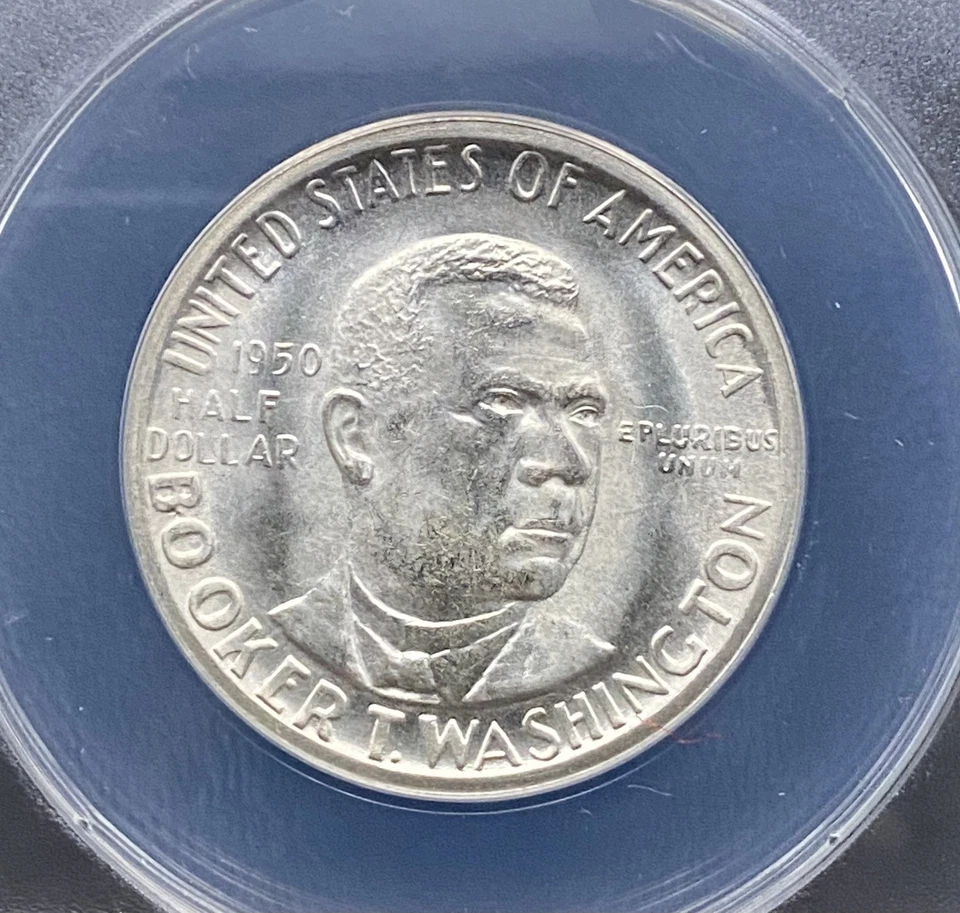 UNITED STATES OF AMERICA
1950
HALF
DOLLAR
E PLURIBUS
UNUM
BOOKER T. WASHINGTON